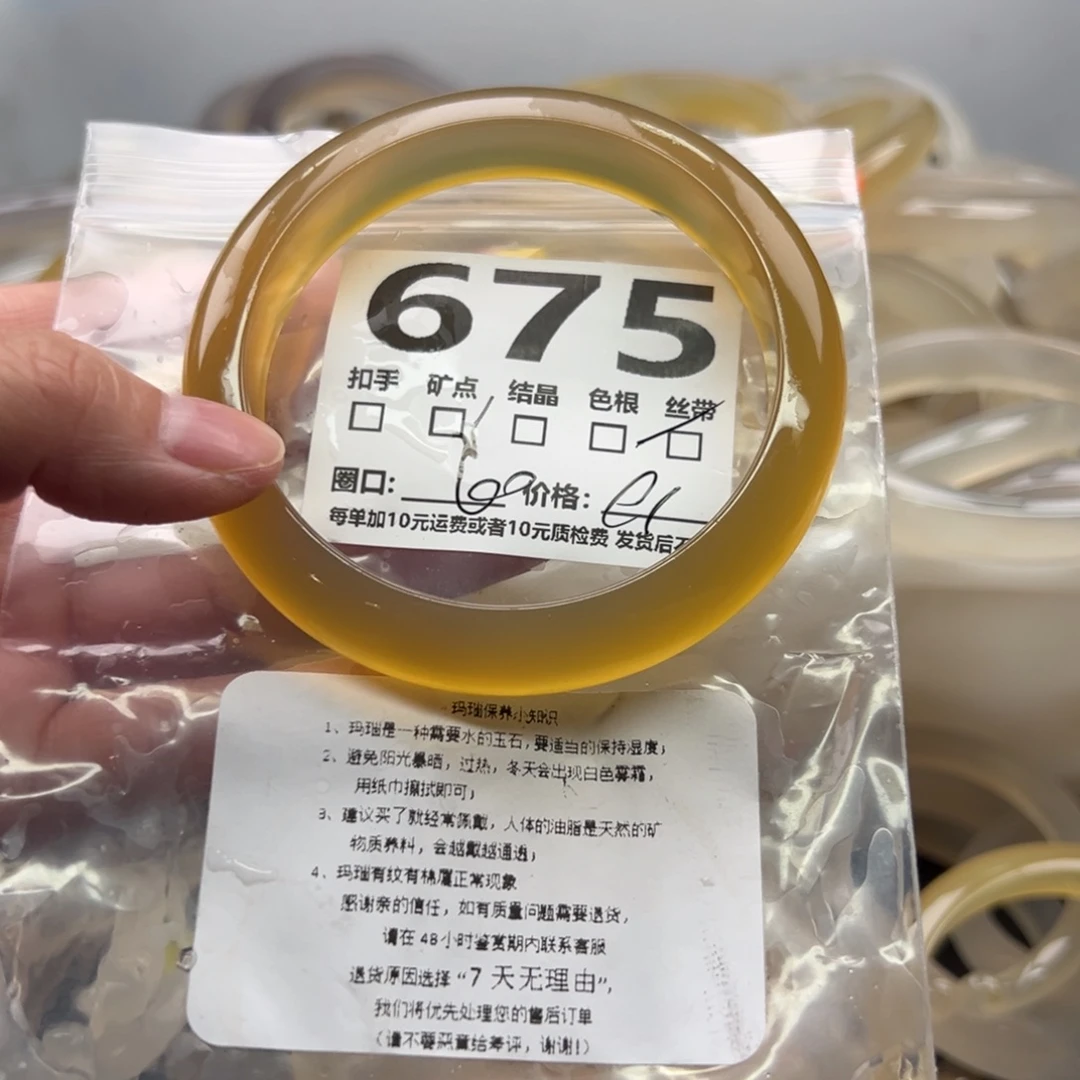 675
扣手 矿点 结晶 色根 丝带
圈口: 60 价格:
每单加10元运费或者10元质检费 发货后不
玛瑙保养小知识
1、玛瑙是一种需要水的玉石，要适当的保持湿度；
2、避免阳光暴晒，过热，冬天会出现白色雾霜，
用纸巾擦拭即可；
3、建议买了就经常佩戴，人体的油脂是天然的矿
物质养料，会越戴越通透；
4、玛瑙有纹有棉属正常现象
感谢亲的信任，如有质量问题需要退货，
请在48小时鉴赏期内联系客服
退货原因选择“7天无理由”，
我们将优先处理您的售后订单
（请不要恶意给差评，谢谢！）